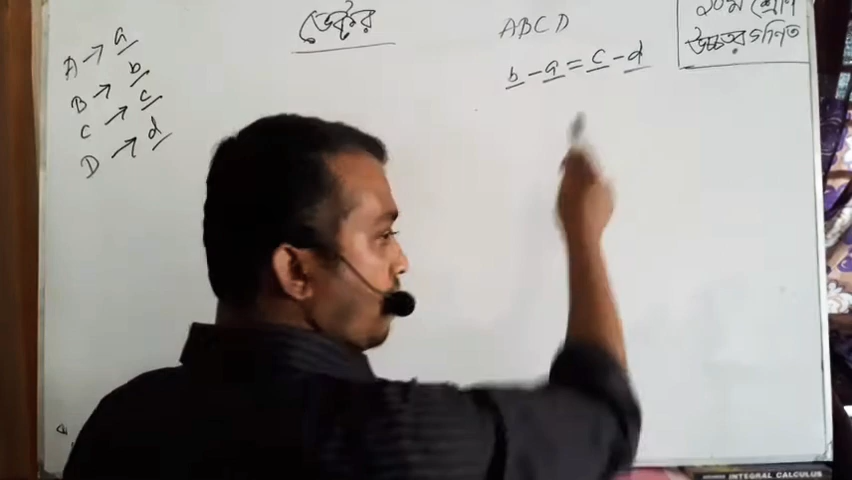 ভেক্টর
ABCD
b - a = c - d
১০ম শ্রেণি
উচ্চতর গণিত
A → a
B → b
C → c
D → d
INTEGRAL CALCULUS